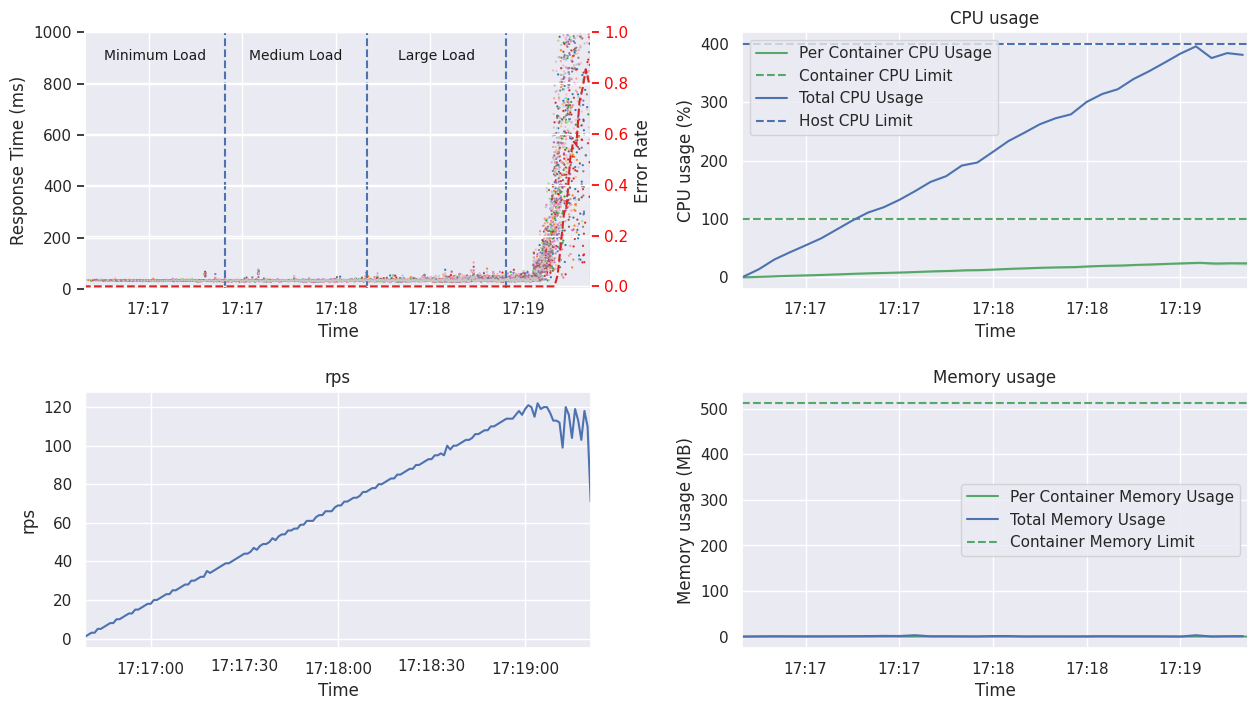 1000
800
600
400
200
0
Response Time (ms)
Minimum Load
Medium Load
Large Load
1.0
0.8
0.6
0.4
0.2
0.0
Error Rate
17:17
17:17
17:18
17:18
17:19
Time
CPU usage
400
300
200
100
0
CPU usage (%)
Per Container CPU Usage
Container CPU Limit
Total CPU Usage
Host CPU Limit
17:17
17:17
17:18
17:18
17:19
Time
rps
120
100
80
60
40
20
0
rps
17:17:00
17:17:30
17:18:00
17:18:30
17:19:00
Time
Memory usage
500
400
300
200
100
0
Memory usage (MB)
Per Container Memory Usage
Total Memory Usage
Container Memory Limit
17:17
17:17
17:18
17:18
17:19
Time